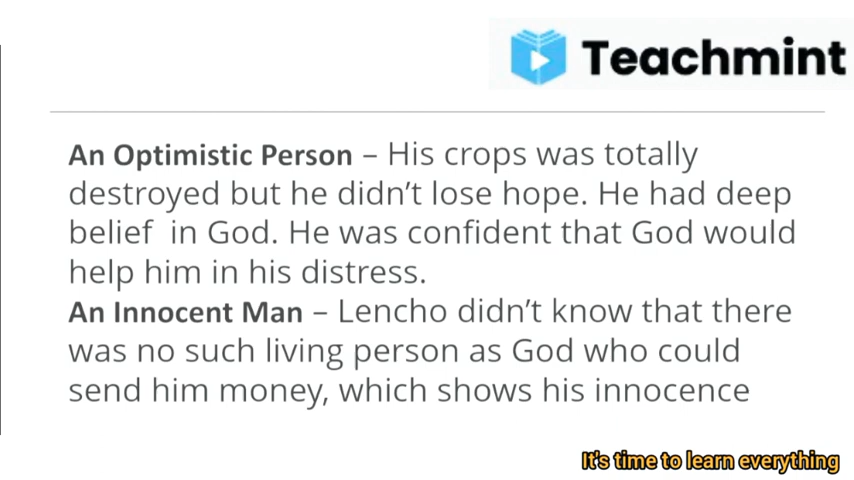 Teachmint
An Optimistic Person – His crops was totally
destroyed but he didn't lose hope. He had deep
belief  in God. He was confident that God would
help him in his distress.
An Innocent Man – Lencho didn't know that there
was no such living person as God who could
send him money, which shows his innocence
It's time to learn everything